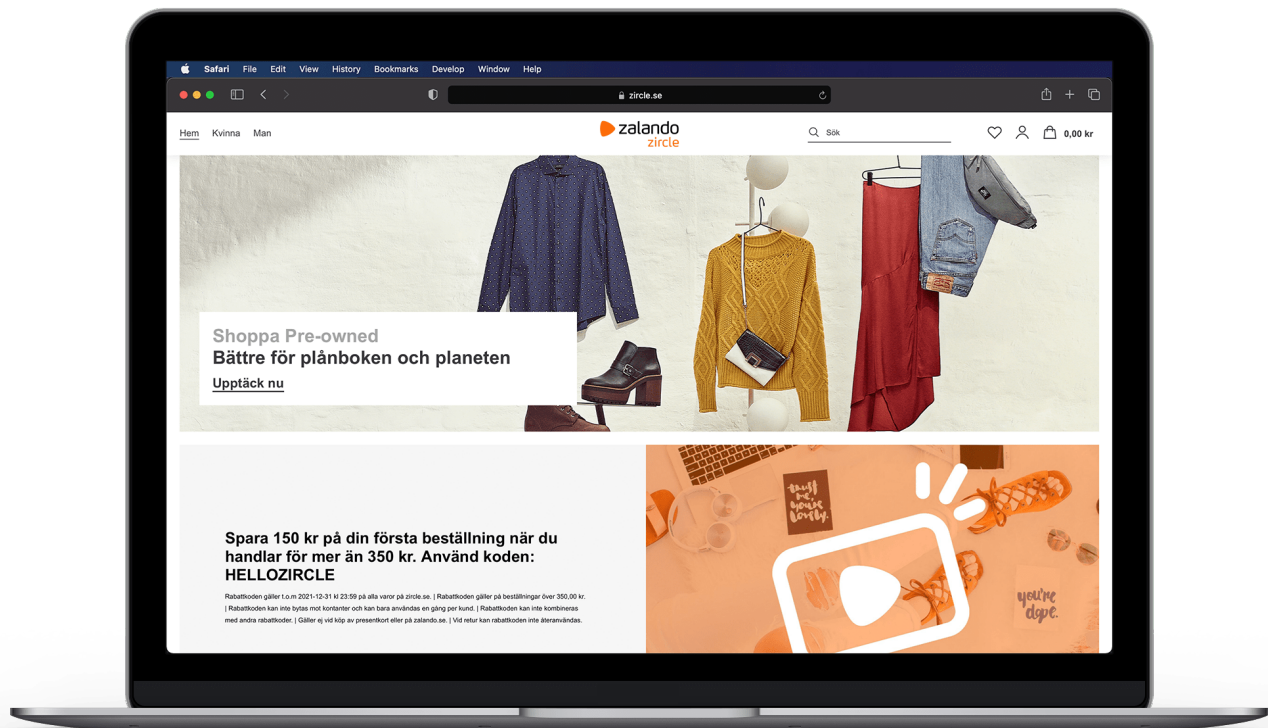 Safari File Edit View History Bookmarks Develop Window Help
zircle.se
Hem Kvinna Man
zalando
zircle
Sök
0,00 kr
Shoppa Pre-owned
Bättre för plånboken och planeten
Upptäck nu
Spara 150 kr på din första beställning när du
handlar för mer än 350 kr. Använd koden:
HELLOZIRCLE
Rabattkoden gäller t.o.m 2021-12-31 kl 23:59 på alla varor på zircle.se. | Rabattkoden gäller på beställningar över 350,00 kr.
| Rabattkoden kan inte bytas mot kontanter och kan bara användas en gång per kund. | Rabattkoden kan inte kombineras
med andra rabattkoder. | Gäller ej vid köp av presentkort eller på zalando.se. | Vid retur kan rabattkoden inte återanvändas.
trust
me,
you're
lovely.
you're
dope.